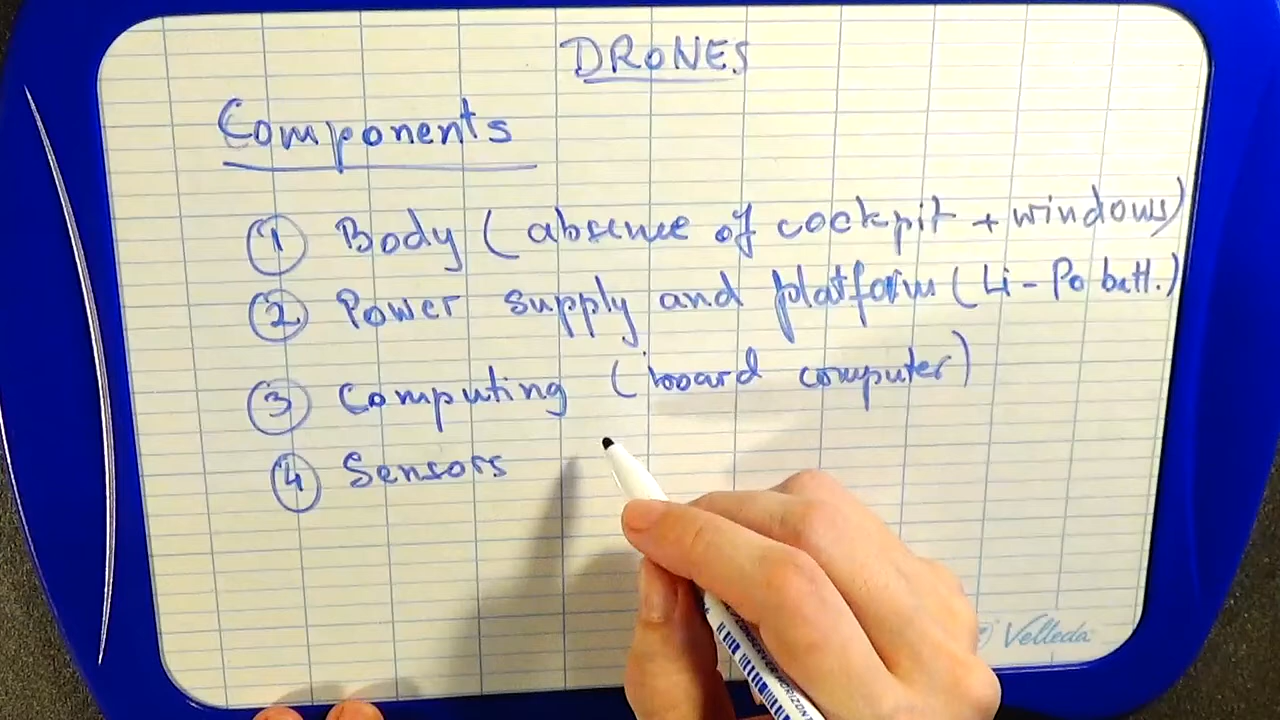 DRONES
Components
1 Body (absence of cockpit + windows)
2 Power supply and platform (Li-Po batt.)
3 Computing (board computer)
4 Sensors
Velleda